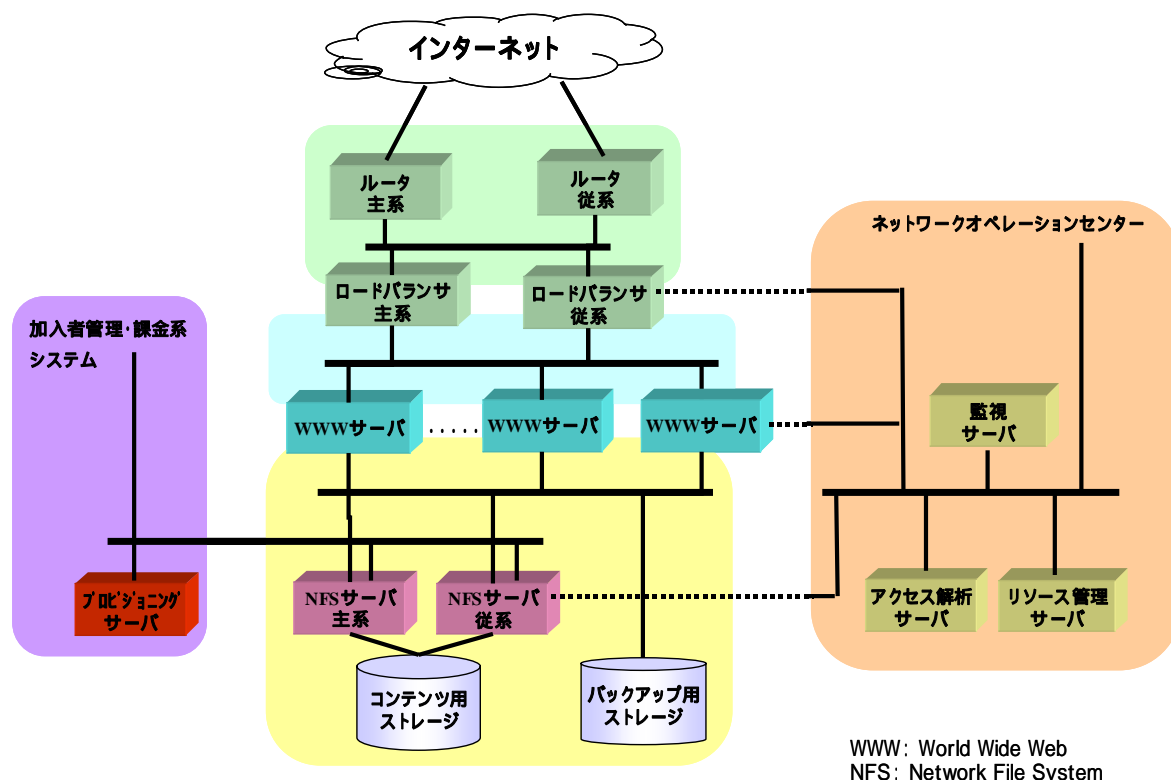 インターネット
ルータ
主系
ルータ
従系
ネットワークオペレーションセンター
ロードバランサ
主系
ロードバランサ
従系
加入者管理・課金系
システム
WWWサーバ
.....
WWWサーバ
WWWサーバ
監視
サーバ
プロビジョニング
サーバ
NFSサーバ
主系
NFSサーバ
従系
アクセス解析
サーバ
リソース管理
サーバ
コンテンツ用
ストレージ
バックアップ用
ストレージ
WWW: World Wide Web
NFS: Network File System